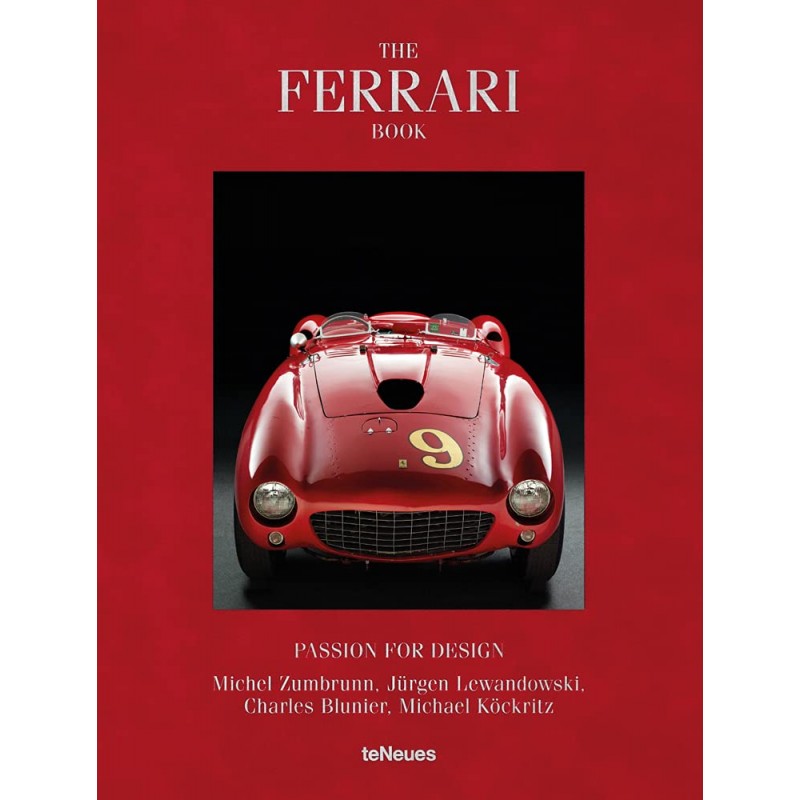 THE
FERRARI
BOOK
9
PASSION FOR DESIGN
Michel Zumbrunn, Jürgen Lewandowski,
Charles Blunier, Michael Köckritz
teNeues